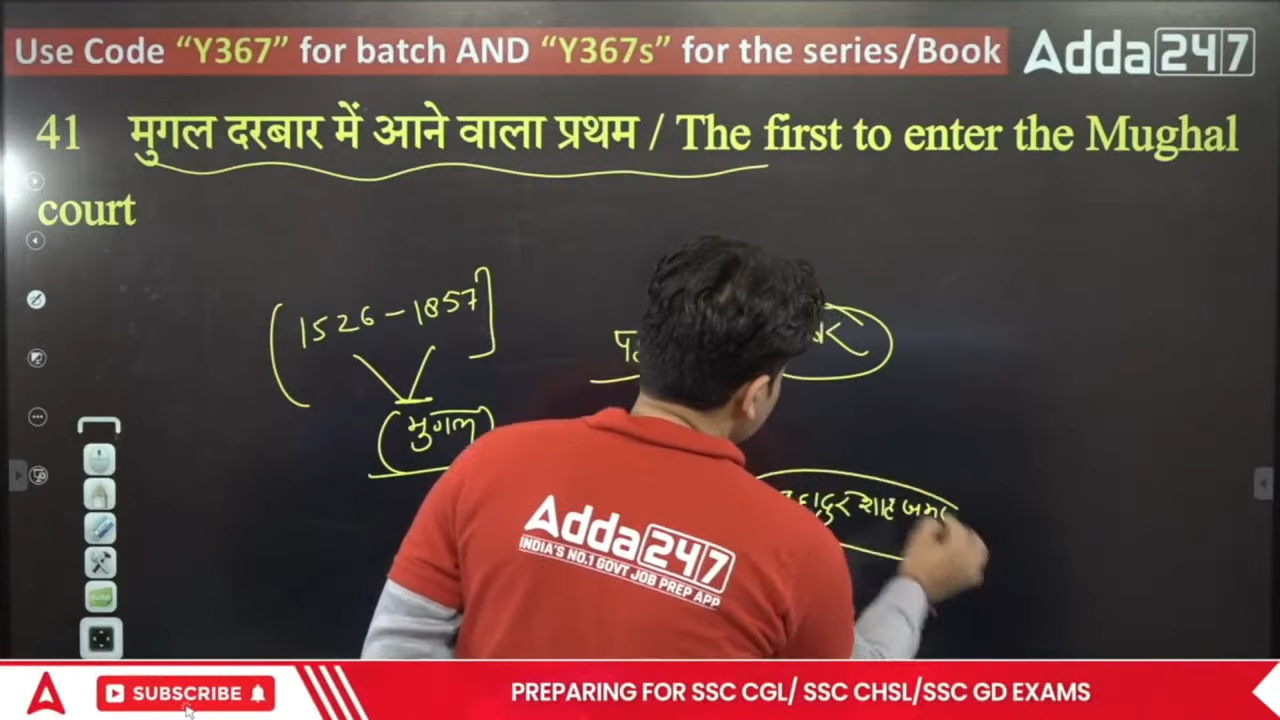 Use Code “Y367” for batch AND “Y367s” for the series/Book
Adda247
41 मुगल दरबार में आने वाला प्रथम / The first to enter the Mughal
court
1526-1857
मुगल
शाह
Adda247
INDIA'S NO.1 GOVT JOB PREP APP
auto
SUBSCRIBE
PREPARING FOR SSC CGL/ SSC CHSL/SSC GD EXAMS